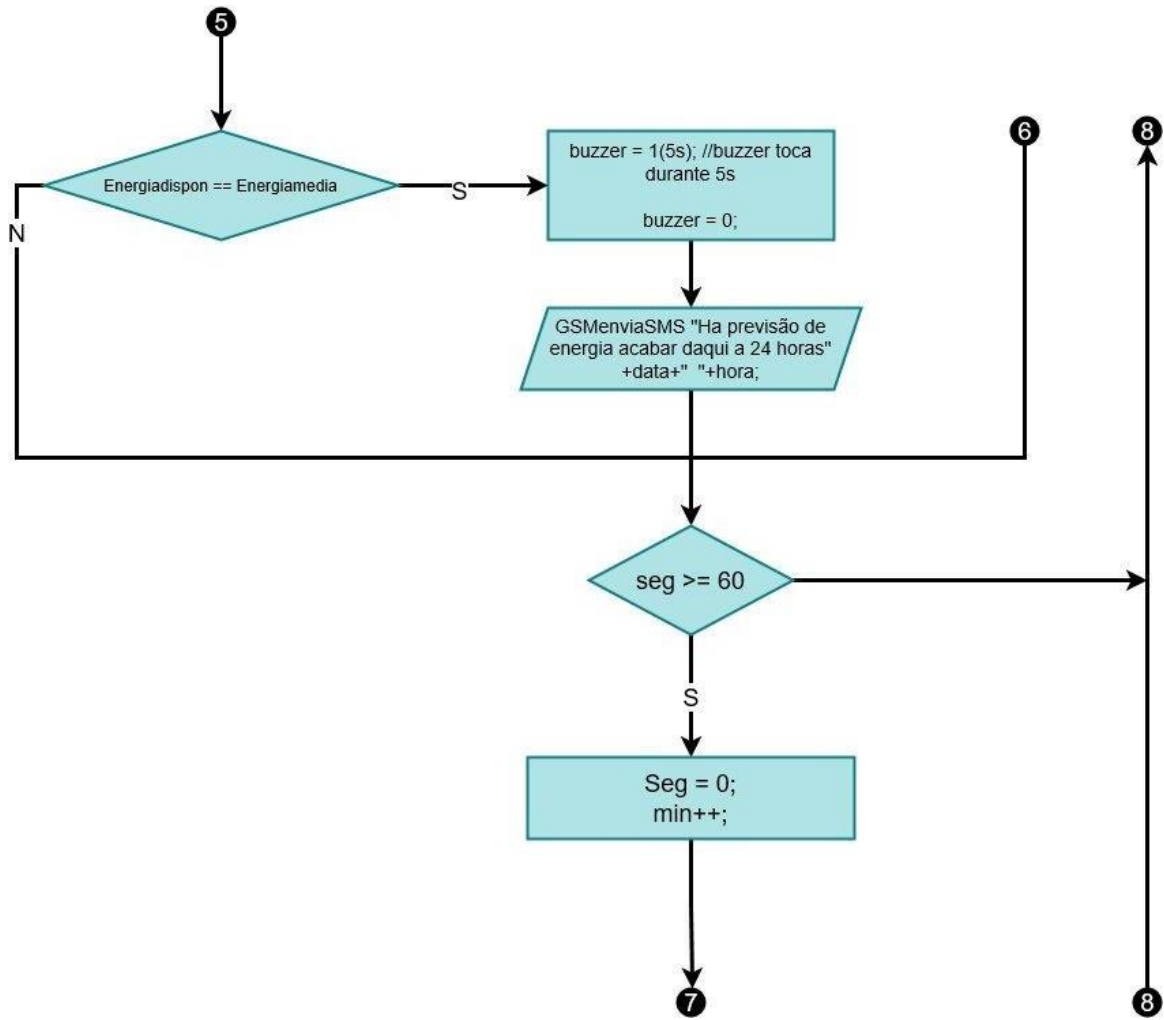 5
6
8
Energiadispon == Energiamedia
S
N
buzzer = 1(5s); //buzzer toca
durante 5s
buzzer = 0;
GSMenviaSMS "Ha previsão de
energia acabar daqui a 24 horas"
+data+"  "+hora;
seg >= 60
S
Seg = 0;
min++;
7
8